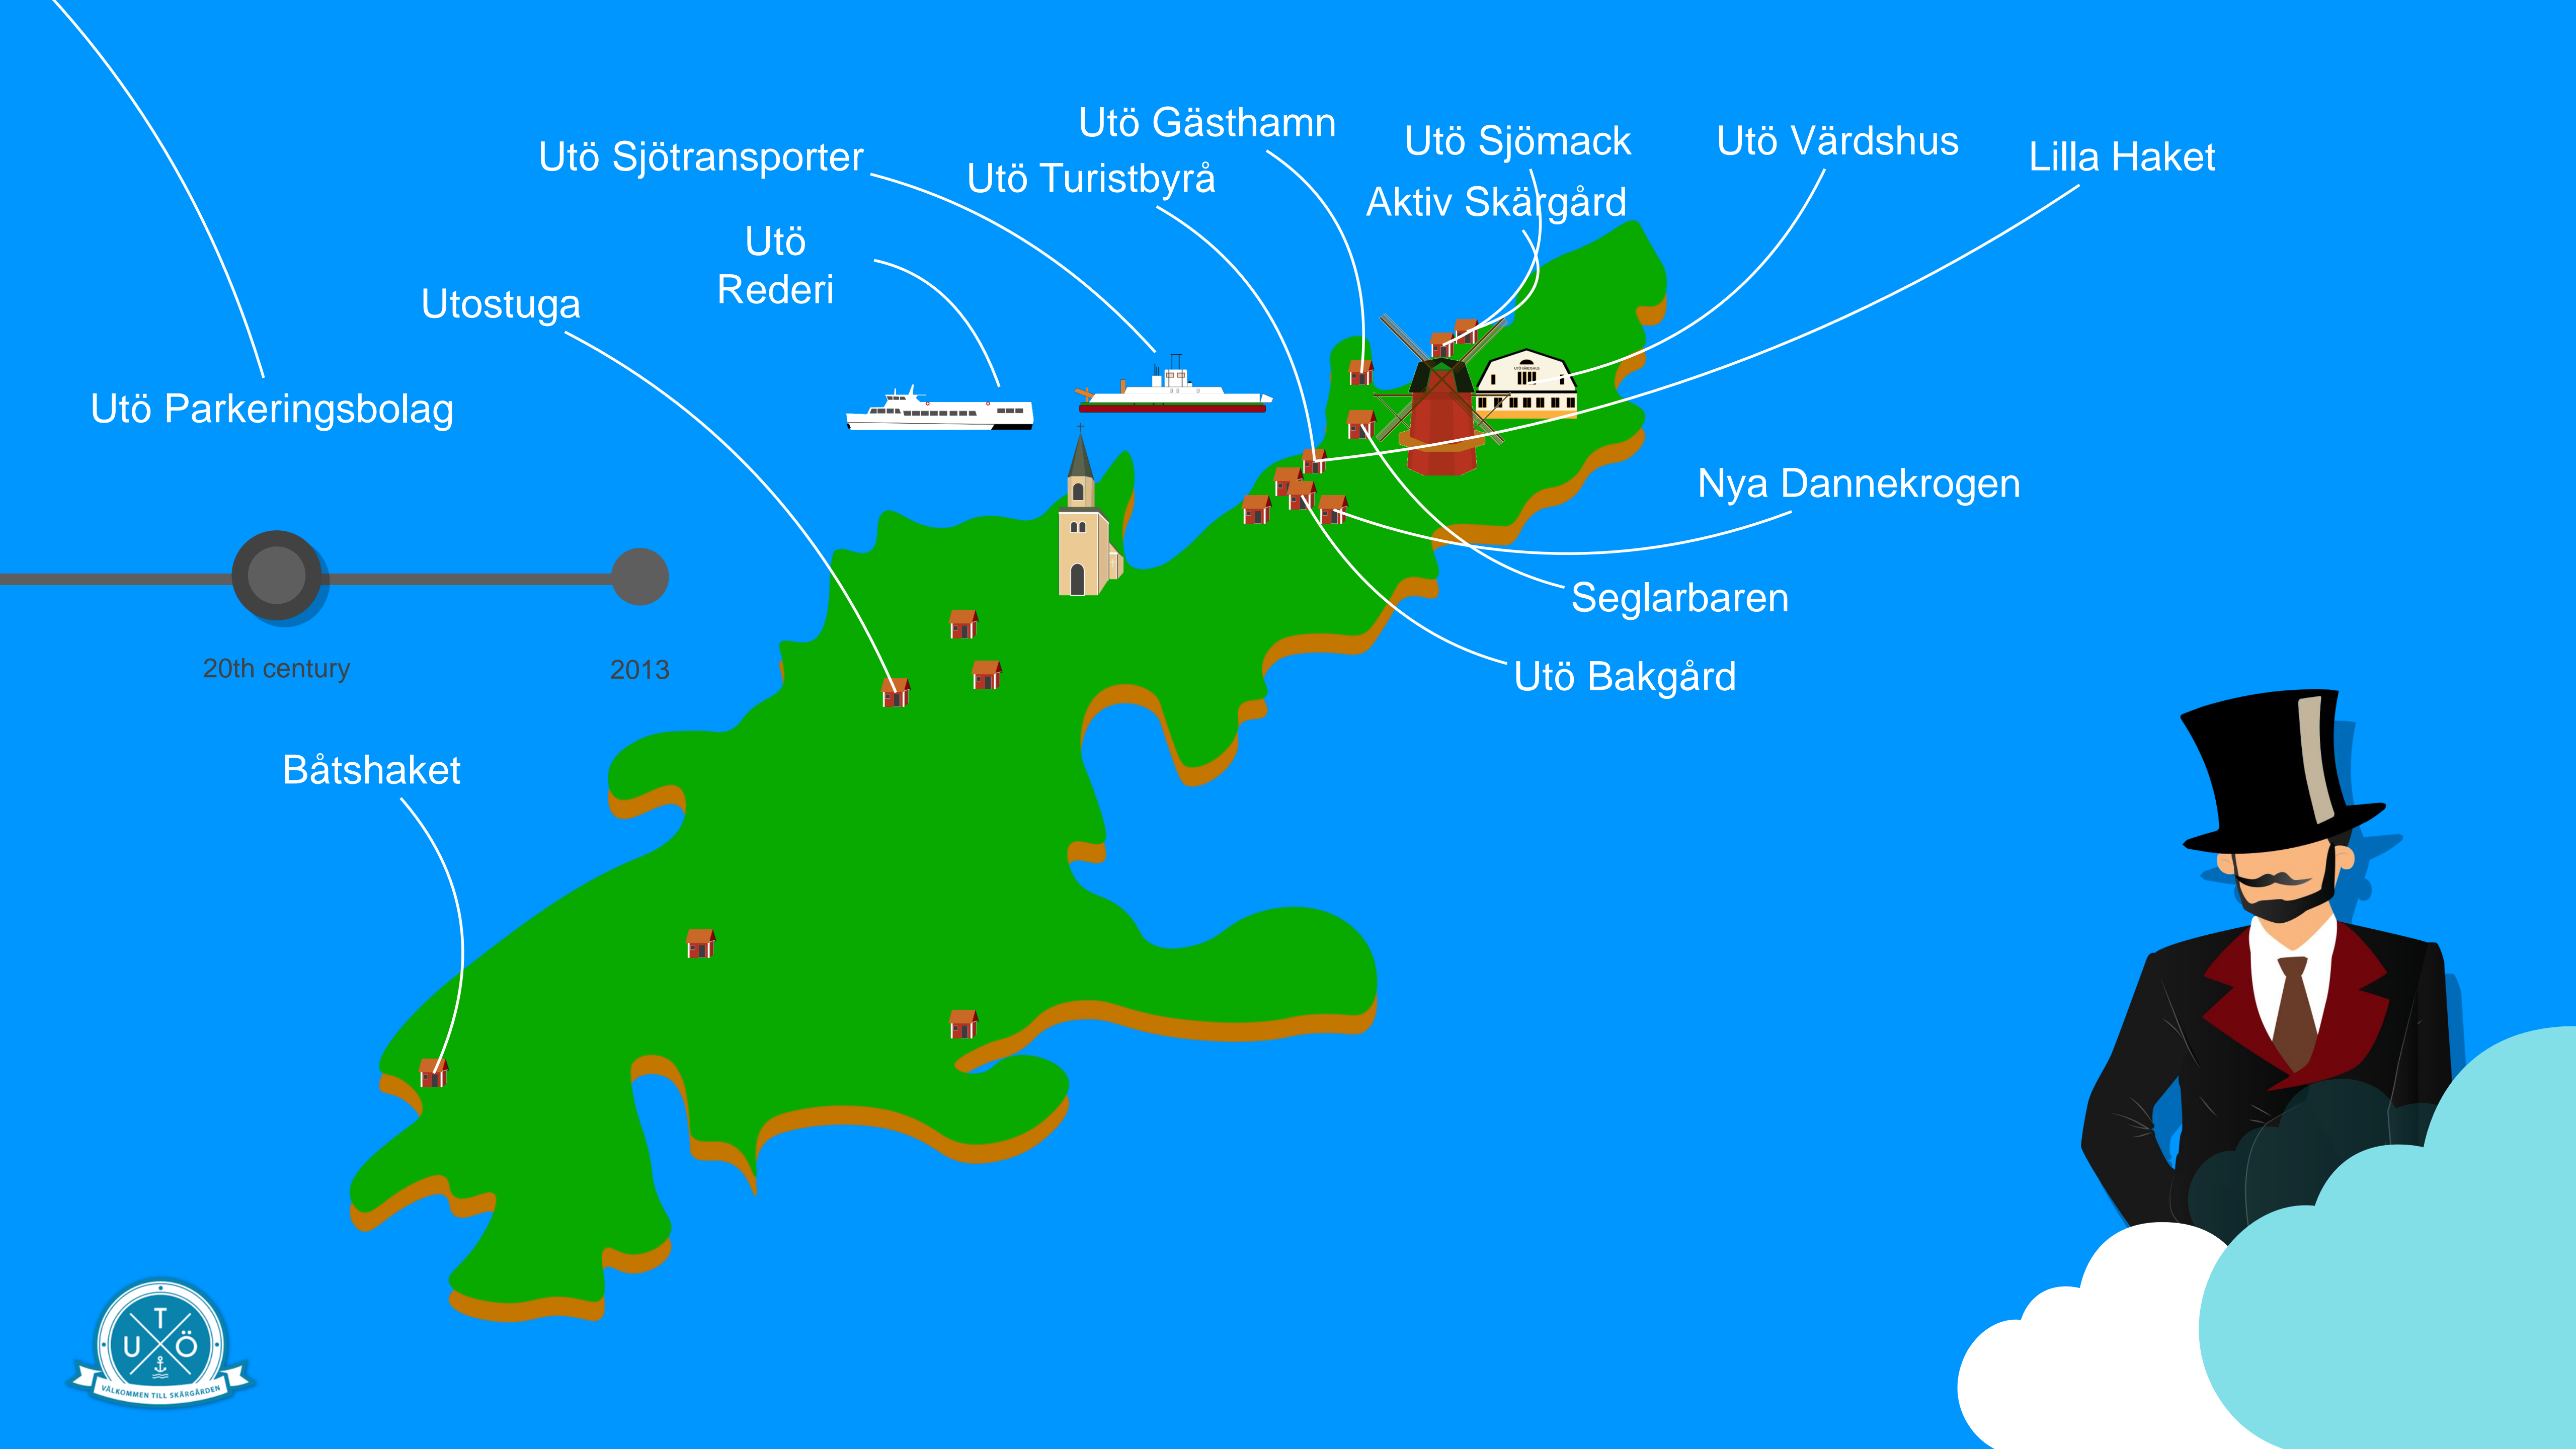 Utö Gästhamn
Utö Sjömack
Utö Värdshus
Utö Sjötransporter
Lilla Haket
Utö Turistbyrå
Aktiv Skärgård
Utö
Rederi
Utostuga
Utö Parkeringsbolag
Nya Dannekrogen
Seglarbaren
20th century
2013
Utö Bakgård
Båtshaket
T
U Ö
VÄLKOMMEN TILL SKÄRGÅRDEN